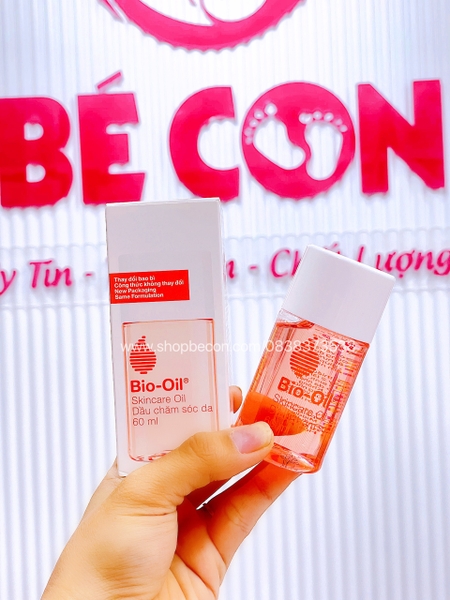 BÉ CON
y Tín -
n - Chất Lượng
Thay đổi bao bì
Công thức không thay đổi
New Packaging
Same Formulation
www.shopbecon.com
Bio-Oil®
Skincare Oil
Dầu chăm sóc da
60 ml
Bio-Oil
Skincare Oil